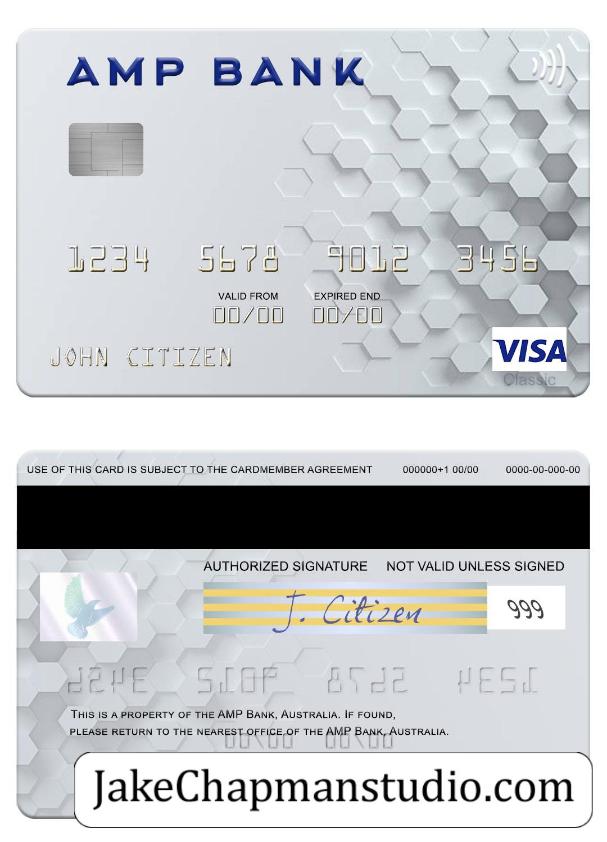 AMP BANK
1234 5678 9012 3456
VALID FROM EXPIRED END
00/00 00/00
JOHN CITIZEN
VISA
Classic
USE OF THIS CARD IS SUBJECT TO THE CARDMEMBER AGREEMENT 000000+1 00/00 0000-00-000-00
AUTHORIZED SIGNATURE NOT VALID UNLESS SIGNED
J. Citizen 999
THIS IS A PROPERTY OF THE AMP BANK, AUSTRALIA. IF FOUND,
PLEASE RETURN TO THE NEAREST OFFICE OF THE AMP BANK, AUSTRALIA.
JakeChapmanstudio.com